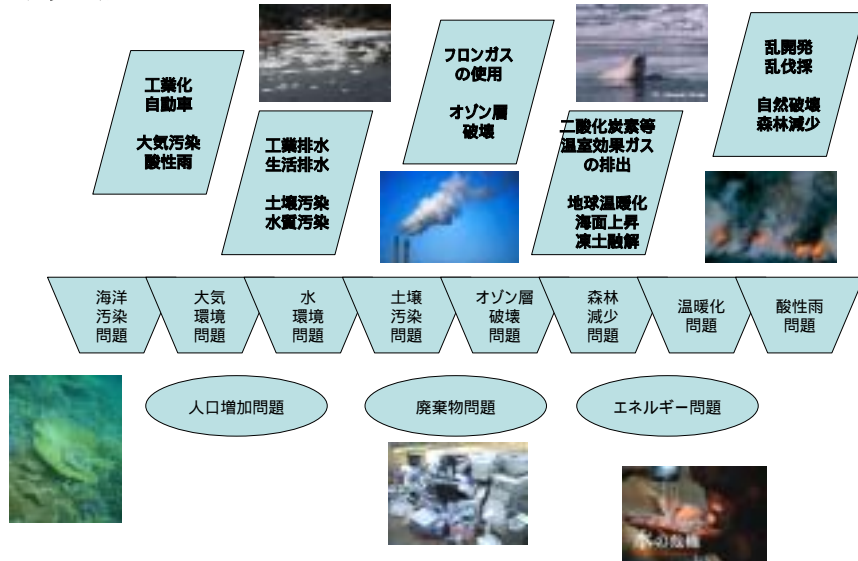 工業化
自動車
大気汚染
酸性雨
工業排水
生活排水
土壌汚染
水質汚染
フロンガス
の使用
オゾン層
破壊
二酸化炭素等
温室効果ガス
の排出
地球温暖化
海面上昇
凍土融解
乱開発
乱伐採
自然破壊
森林減少
海洋
汚染
問題
大気
環境
問題
水
環境
問題
土壌
汚染
問題
オゾン層
破壊
問題
森林
減少
問題
温暖化
問題
酸性雨
問題
人口増加問題
廃棄物問題
エネルギー問題
水の危機